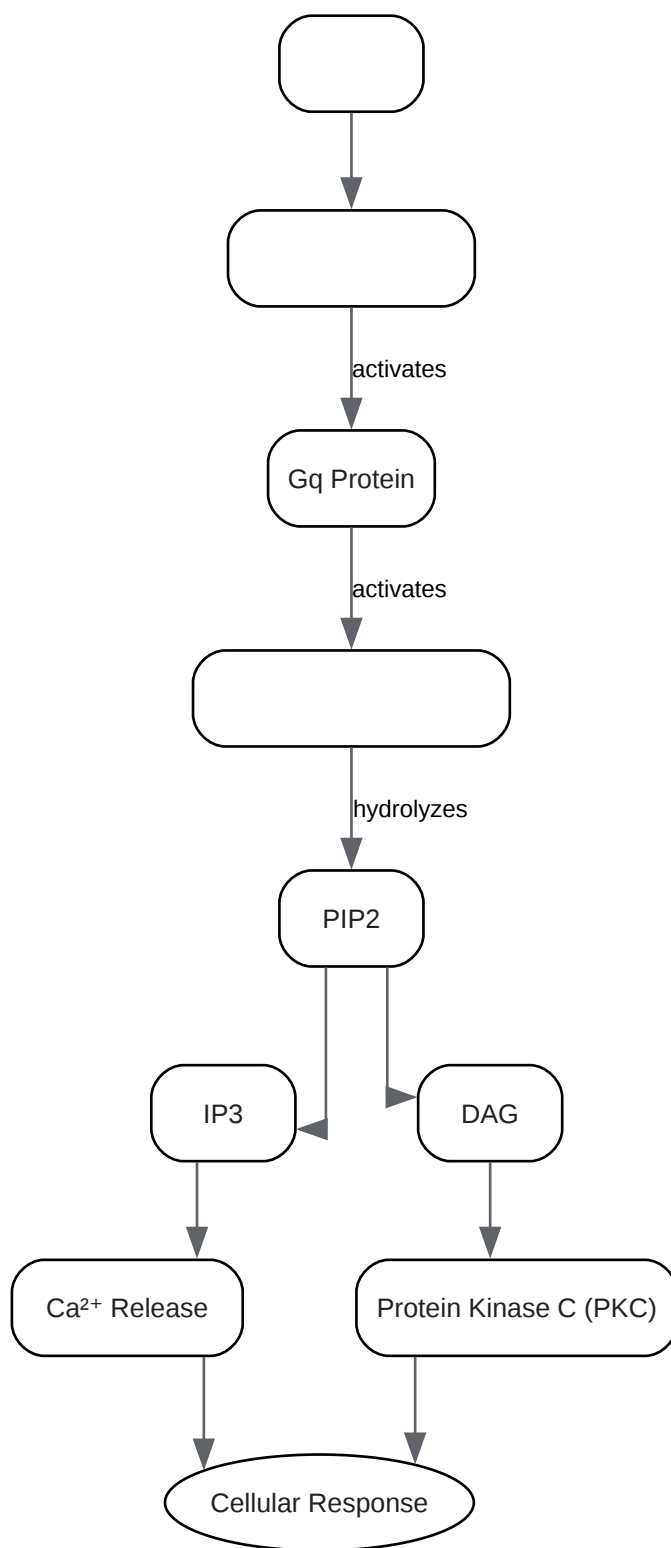 activates
Gq Protein
activates
hydrolyzes
PIP2
IP3
DAG
Ca²⁺ Release
Protein Kinase C (PKC)
Cellular Response